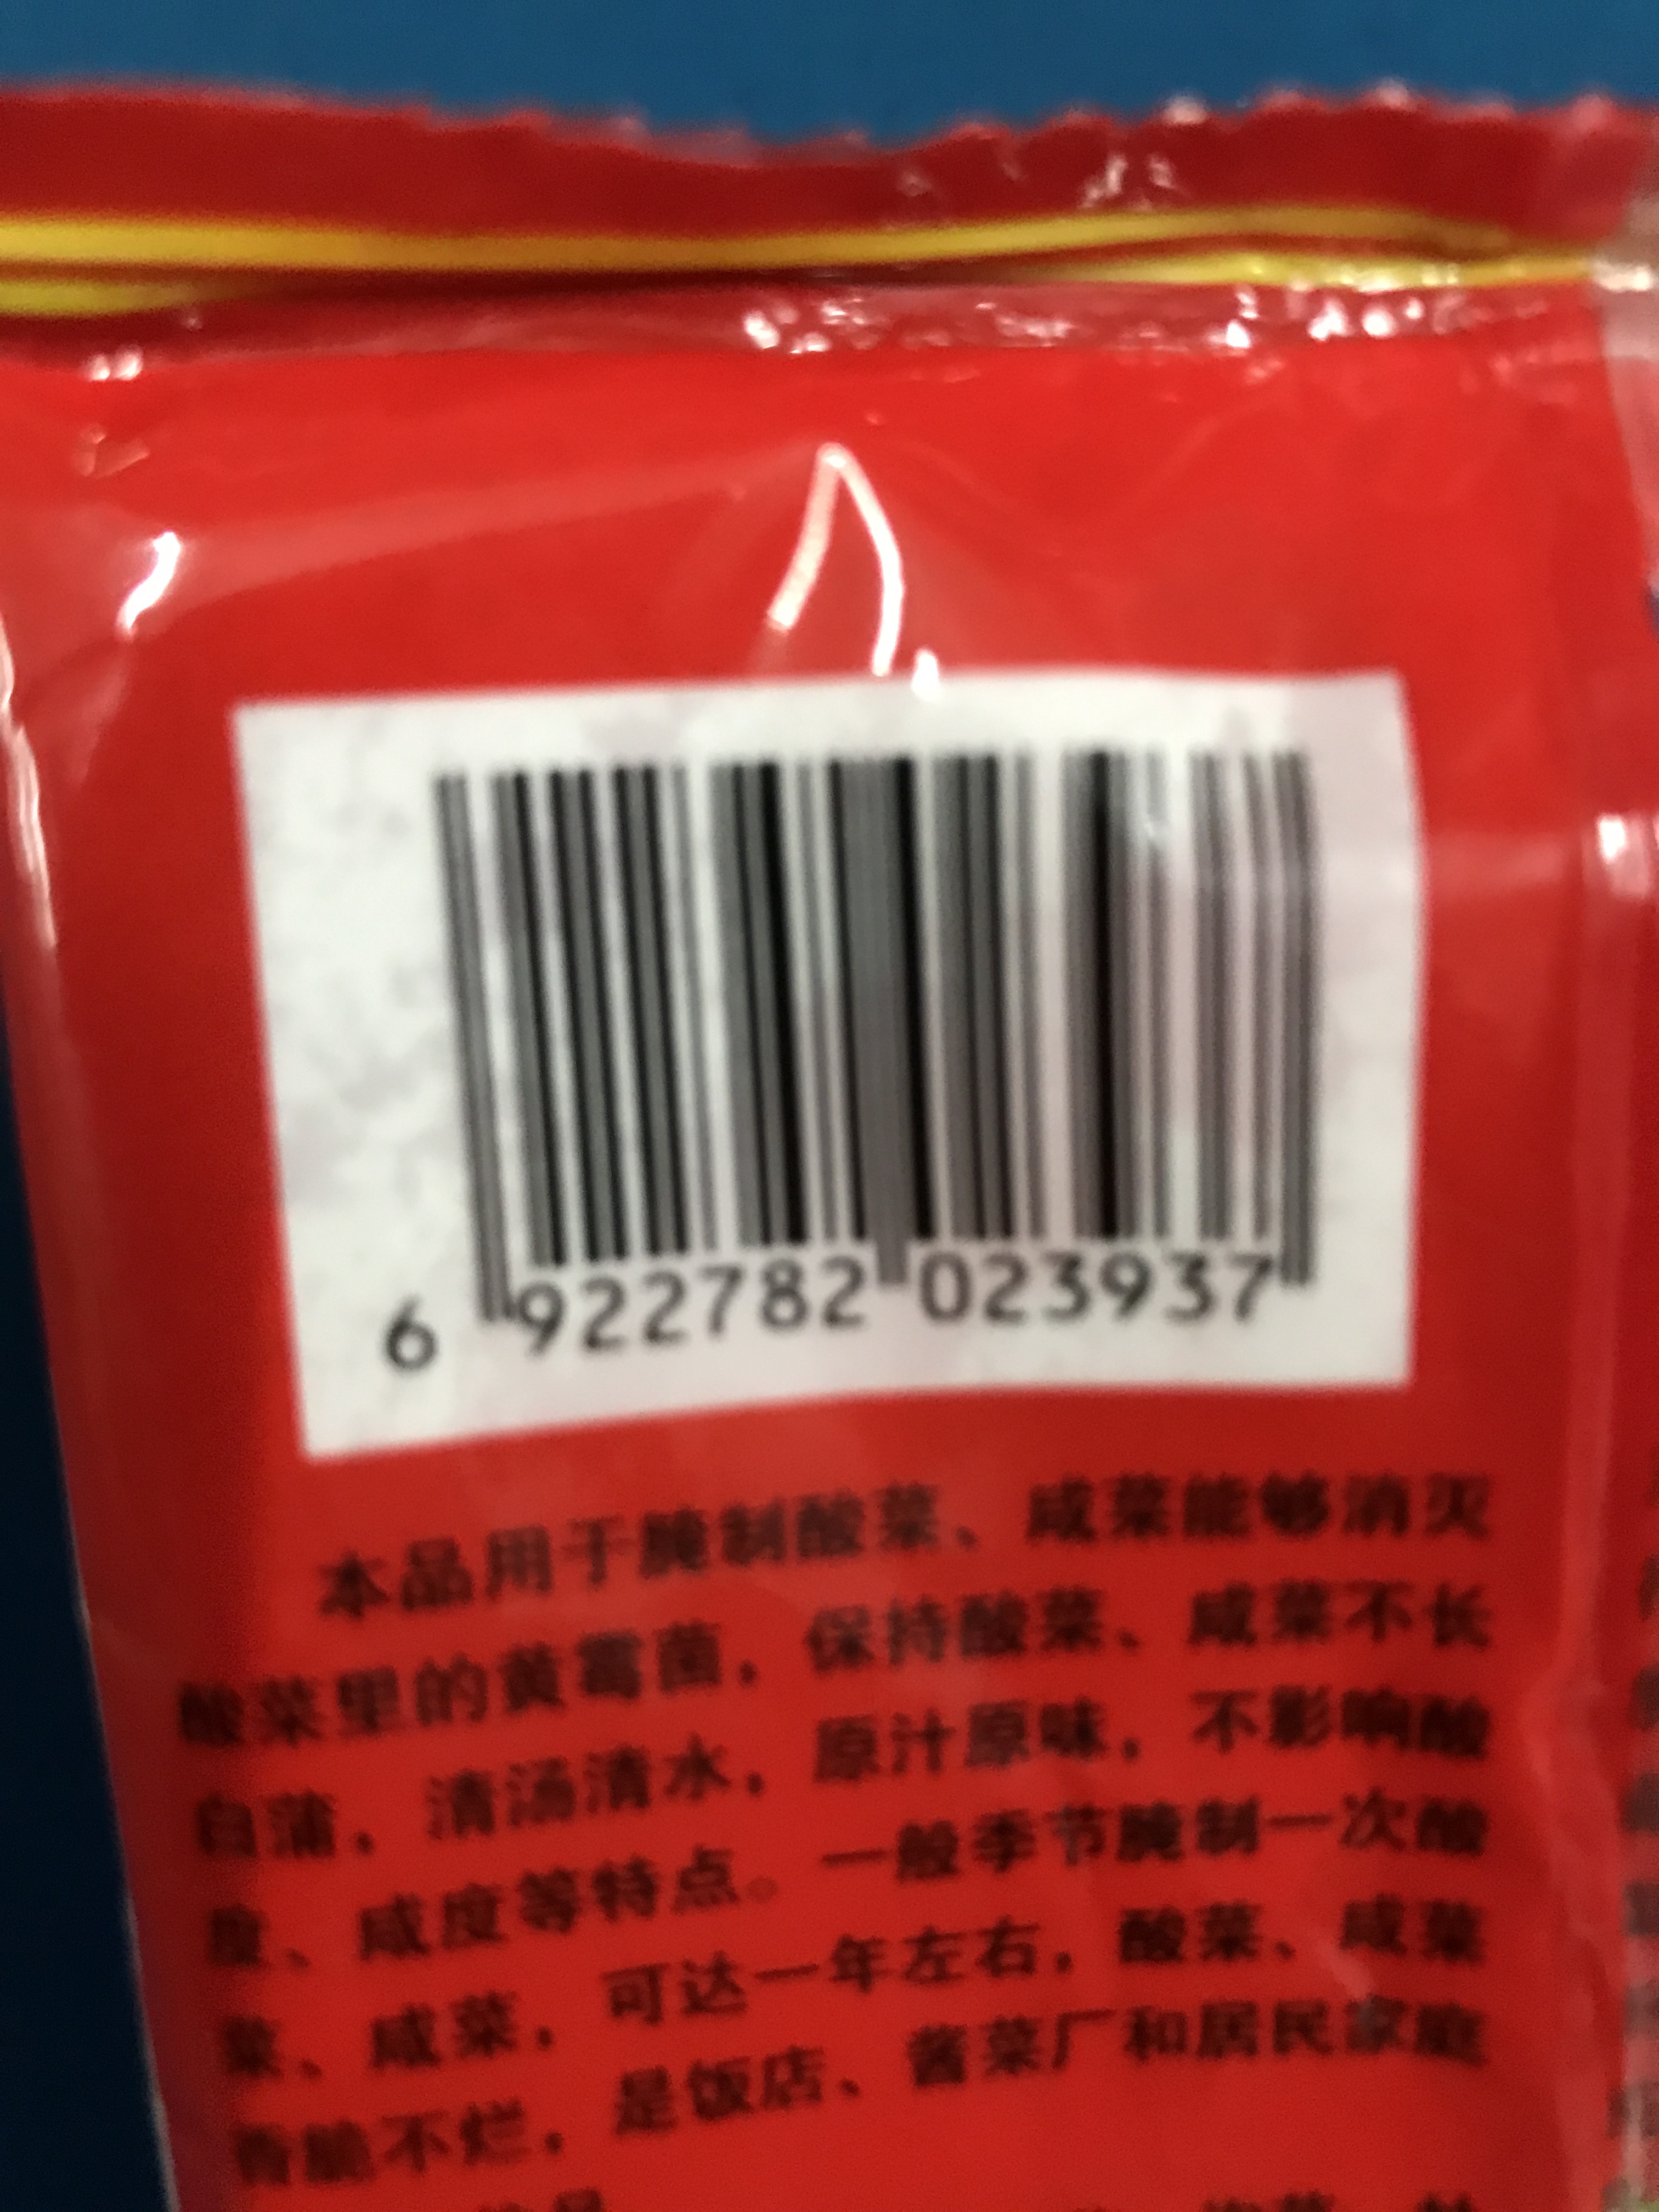 6 922782 023937
本品用于腌制酸菜、咸菜能够消灭
酸菜里的黄霉菌，保持酸菜、咸菜不长
白蒲，清汤清水，原汁原味，不影响酸
度、咸度等特点。一般季节腌制一次酸
菜、咸菜，可达一年左右，酸菜、咸菜
香脆不烂，是饭店、酱菜厂和居民家庭